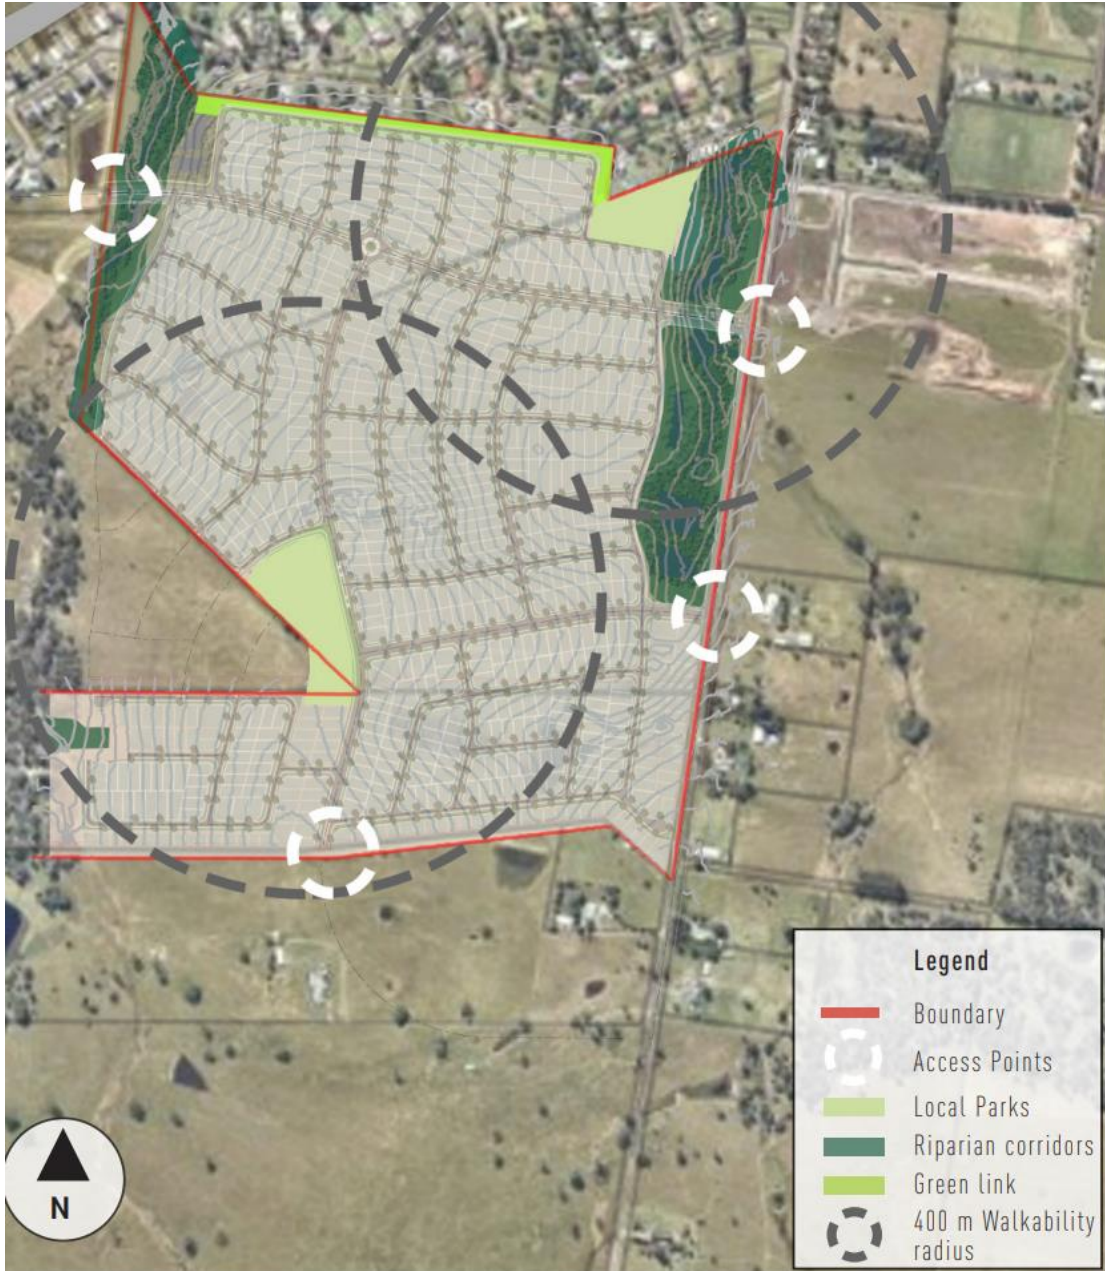 Legend
Boundary
Access Points
Local Parks
Riparian corridors
Green link
400 m Walkability
radius
N